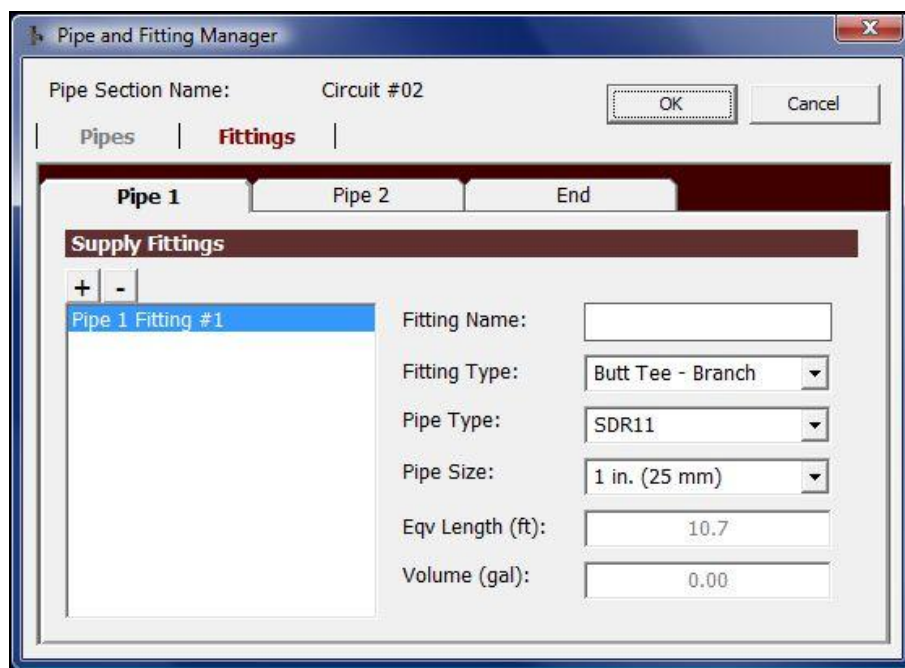 Pipe and Fitting Manager
Pipe Section Name: Circuit #02
OK Cancel
Pipes Fittings
Pipe 1 Pipe 2 End
Supply Fittings
+ -
Pipe 1 Fitting #1
Fitting Name:
Fitting Type: Butt Tee - Branch
Pipe Type: SDR11
Pipe Size: 1 in. (25 mm)
Eqv Length (ft): 10.7
Volume (gal): 0.00